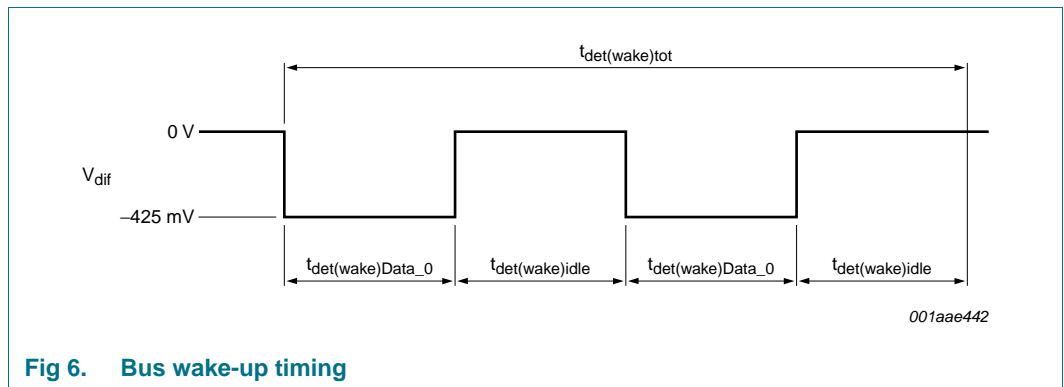 tdet(wake)tot
0 V
Vdif
−425 mV
tdet(wake)Data_0 tdet(wake)idle tdet(wake)Data_0 tdet(wake)idle
001aae442
Fig 6. Bus wake-up timing